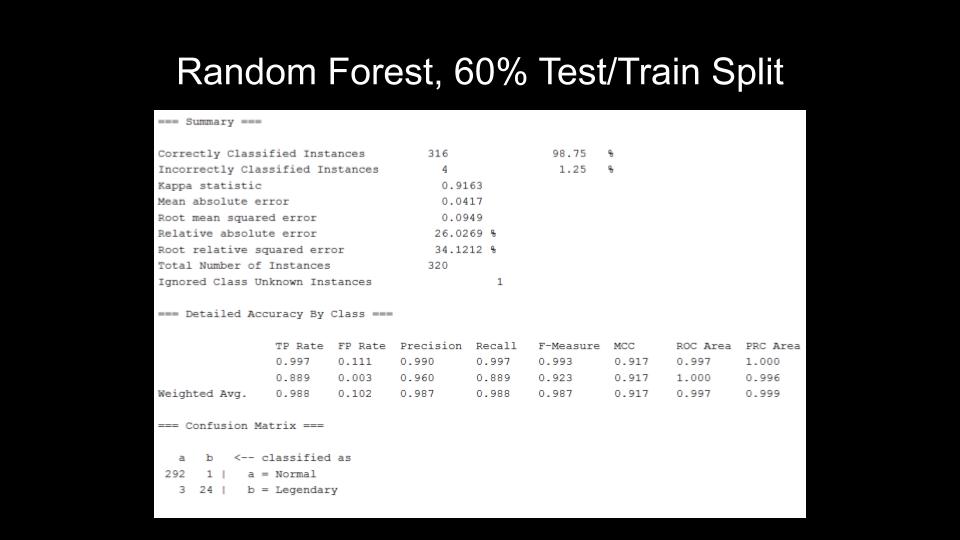 Random Forest, 60% Test/Train Split
=== Summary ===
Correctly Classified Instances 316 98.75 %
Incorrectly Classified Instances 4 1.25 %
Kappa statistic 0.9163
Mean absolute error 0.0417
Root mean squared error 0.0949
Relative absolute error 26.0269 %
Root relative squared error 34.1212 %
Total Number of Instances 320
Ignored Class Unknown Instances 1
=== Detailed Accuracy By Class ===
TP Rate FP Rate Precision Recall F-Measure MCC ROC Area PRC Area
0.997 0.111 0.990 0.997 0.993 0.917 0.997 1.000
0.889 0.003 0.960 0.889 0.923 0.917 1.000 0.996
Weighted Avg. 0.988 0.102 0.987 0.988 0.987 0.917 0.997 0.999
=== Confusion Matrix ===
a b <-- classified as
292 1 | a = Normal
3 24 | b = Legendary